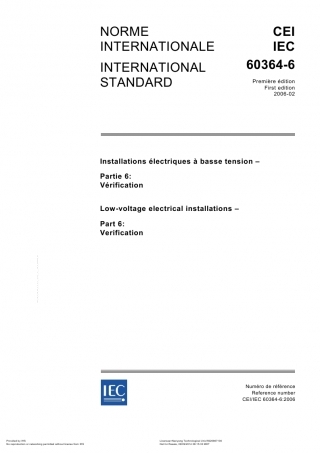 NORME
INTERNATIONALE
CEI
IEC
INTERNATIONAL
STANDARD
60364-6
Première édition
First edition
2006-02
Installations électriques à basse tension –
Partie 6:
Vérification
Low-voltage electrical installations –
Part 6:
Verification
IEC
Numéro de référence
Reference number
CEI/IEC 60364-6:2006